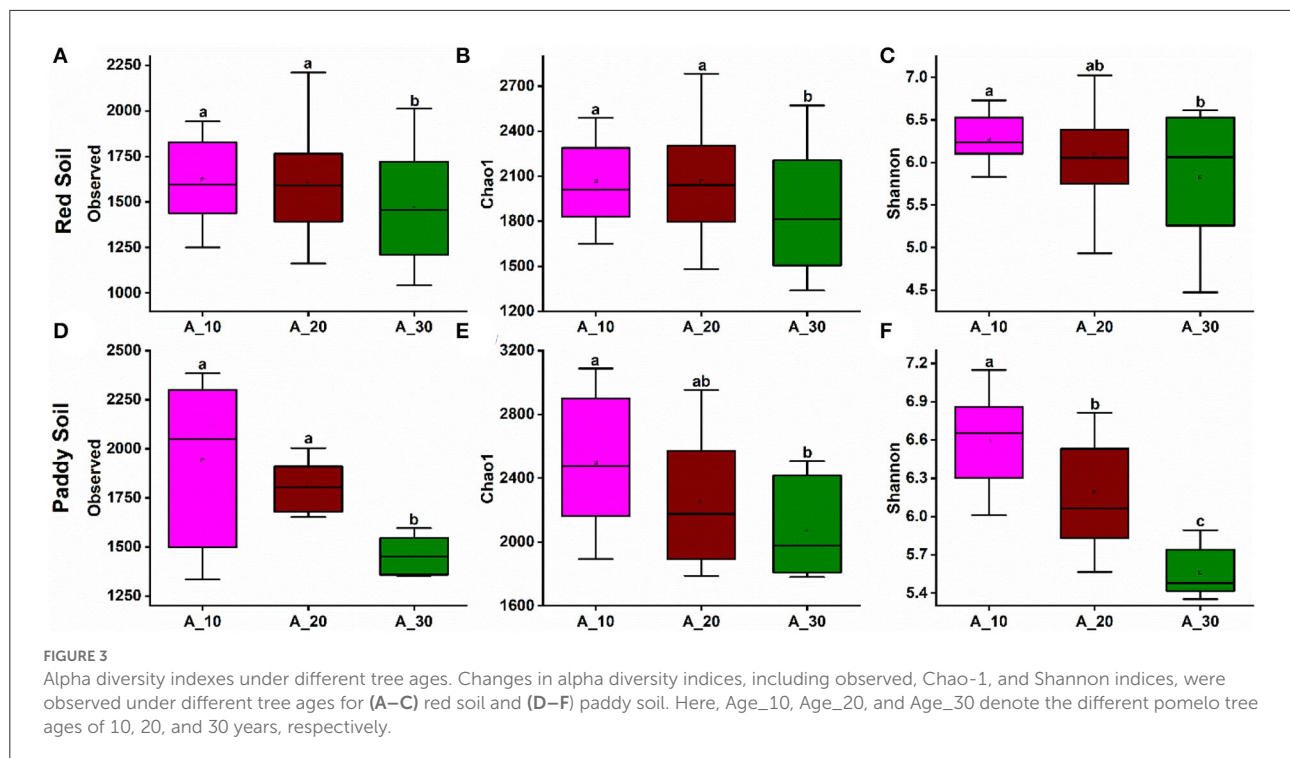 A
B
C
Red Soil
Observed
2250
2000
1750
1500
1250
1000
a
a
b
A_10
A_20
A_30
Chao1
2700
2400
2100
1800
1500
1200
a
a
b
A_10
A_20
A_30
Shannon
7.0
6.5
6.0
5.5
5.0
4.5
a
ab
b
A_10
A_20
A_30
D
E
F
Paddy Soil
Observed
2500
2250
2000
1750
1500
1250
a
a
b
A_10
A_20
A_30
Chao1
3200
2800
2400
2000
1600
a
ab
b
A_10
A_20
A_30
Shannon
7.2
6.9
6.6
6.3
6.0
5.7
5.4
a
b
c
A_10
A_20
A_30
FIGURE 3
Alpha diversity indexes under different tree ages. Changes in alpha diversity indices, including observed, Chao-1, and Shannon indices, were
observed under different tree ages for (A–C) red soil and (D–F) paddy soil. Here, Age_10, Age_20, and Age_30 denote the different pomelo tree
ages of 10, 20, and 30 years, respectively.